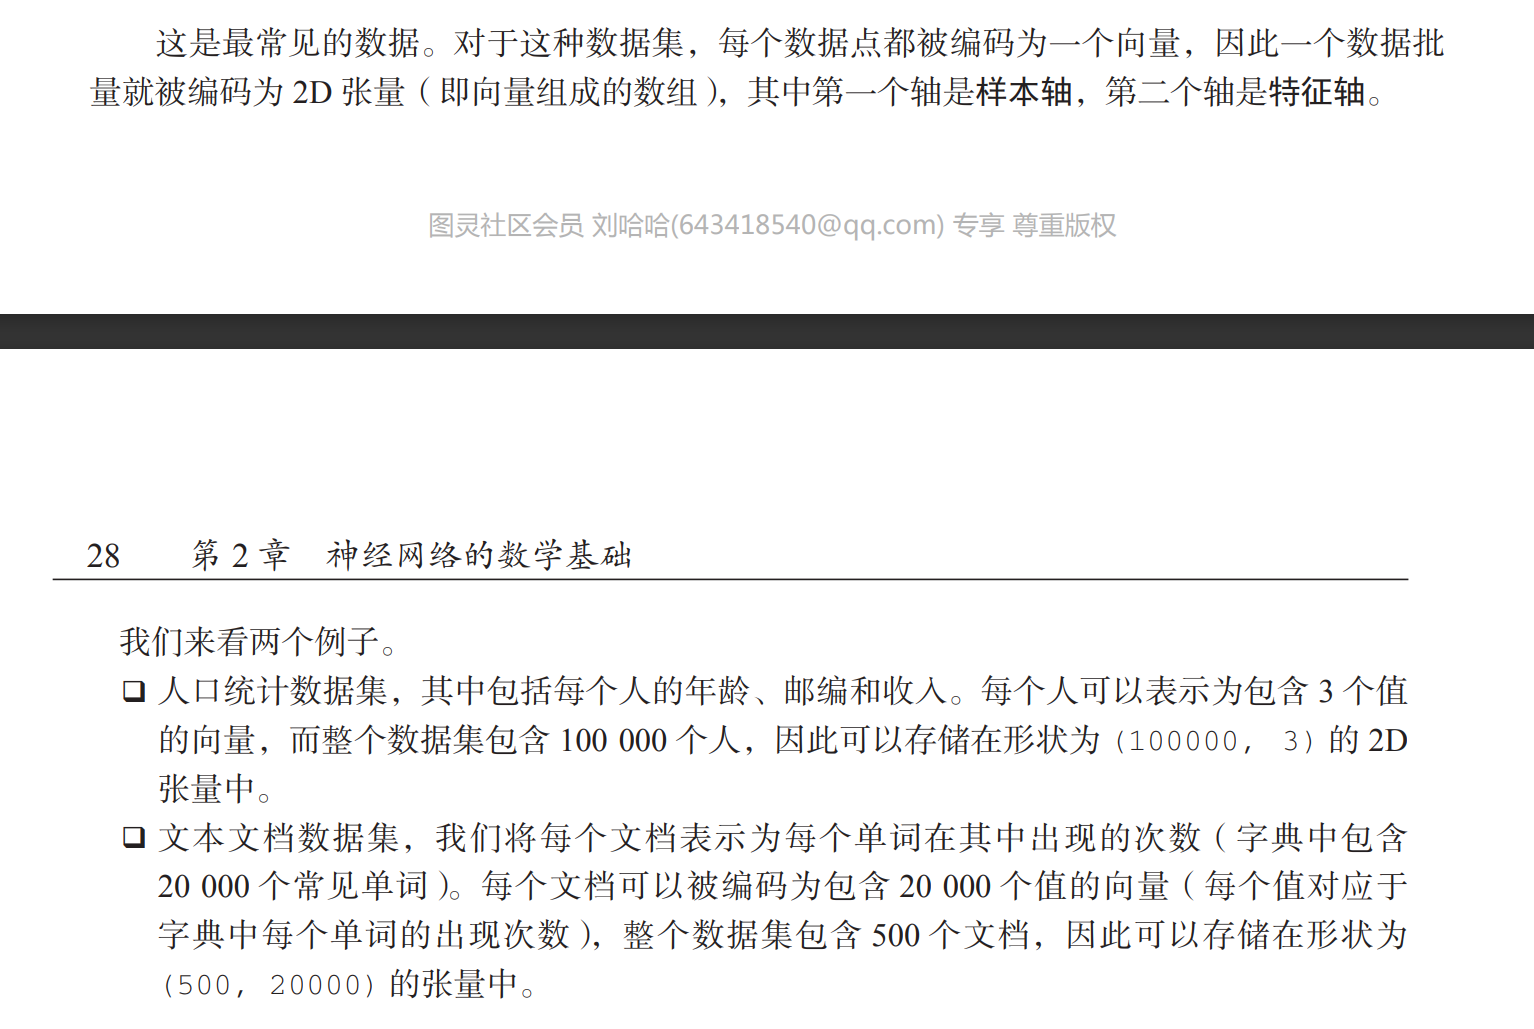 这是最常见的数据。对于这种数据集，每个数据点都被编码为一个向量，因此一个数据批
量就被编码为 2D 张量（即向量组成的数组），其中第一个轴是样本轴，第二个轴是特征轴。
图灵社区会员 刘哈哈(643418540@qq.com) 专享 尊重版权
28 第 2 章 神经网络的数学基础
我们来看两个例子。
❑ 人口统计数据集，其中包括每个人的年龄、邮编和收入。每个人可以表示为包含 3 个值
的向量，而整个数据集包含 100 000 个人，因此可以存储在形状为 (100000, 3) 的 2D
张量中。
❑ 文本文档数据集，我们将每个文档表示为每个单词在其中出现的次数（字典中包含
20 000 个常见单词）。每个文档可以被编码为包含 20 000 个值的向量（每个值对应于
字典中每个单词的出现次数），整个数据集包含 500 个文档，因此可以存储在形状为
(500, 20000) 的张量中。